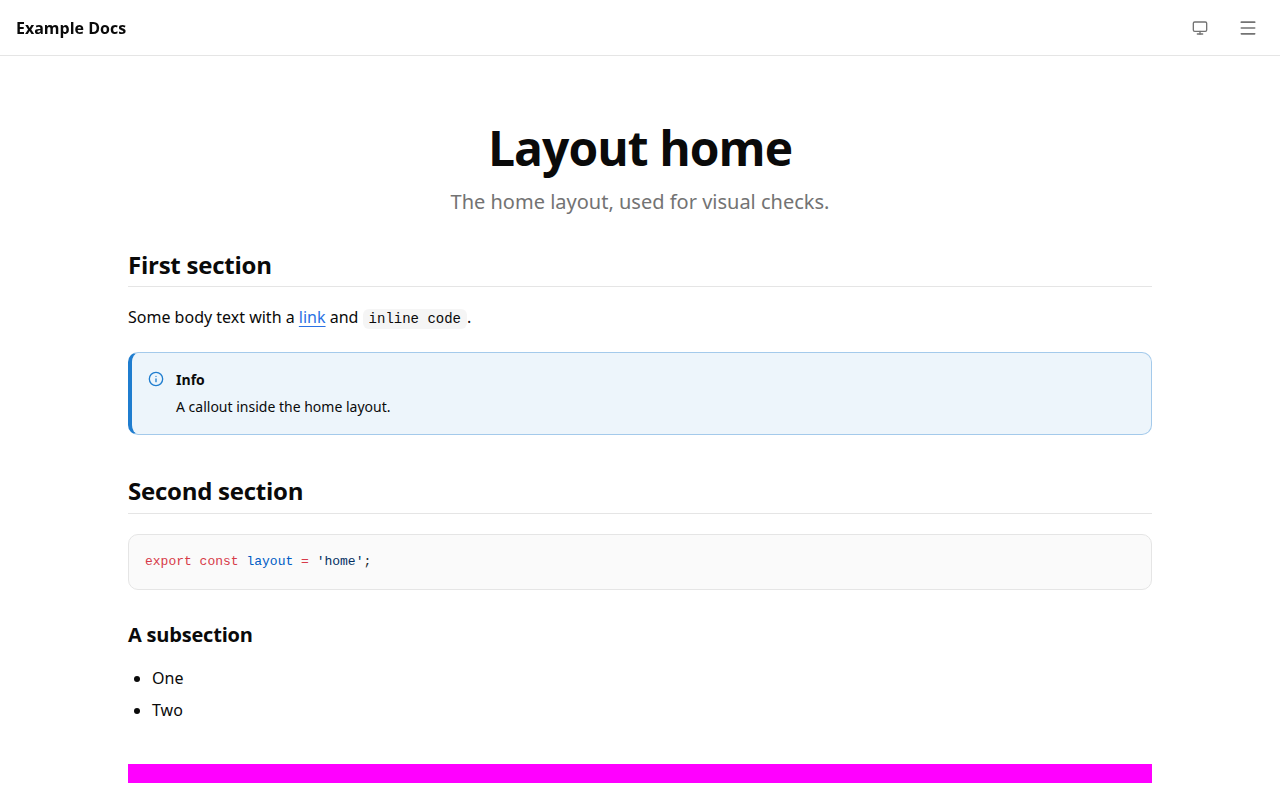 Example Docs
Layout home
The home layout, used for visual checks.
First section
Some body text with a link and inline code.
Info
A callout inside the home layout.
Second section
export const layout = 'home';
A subsection
One
Two